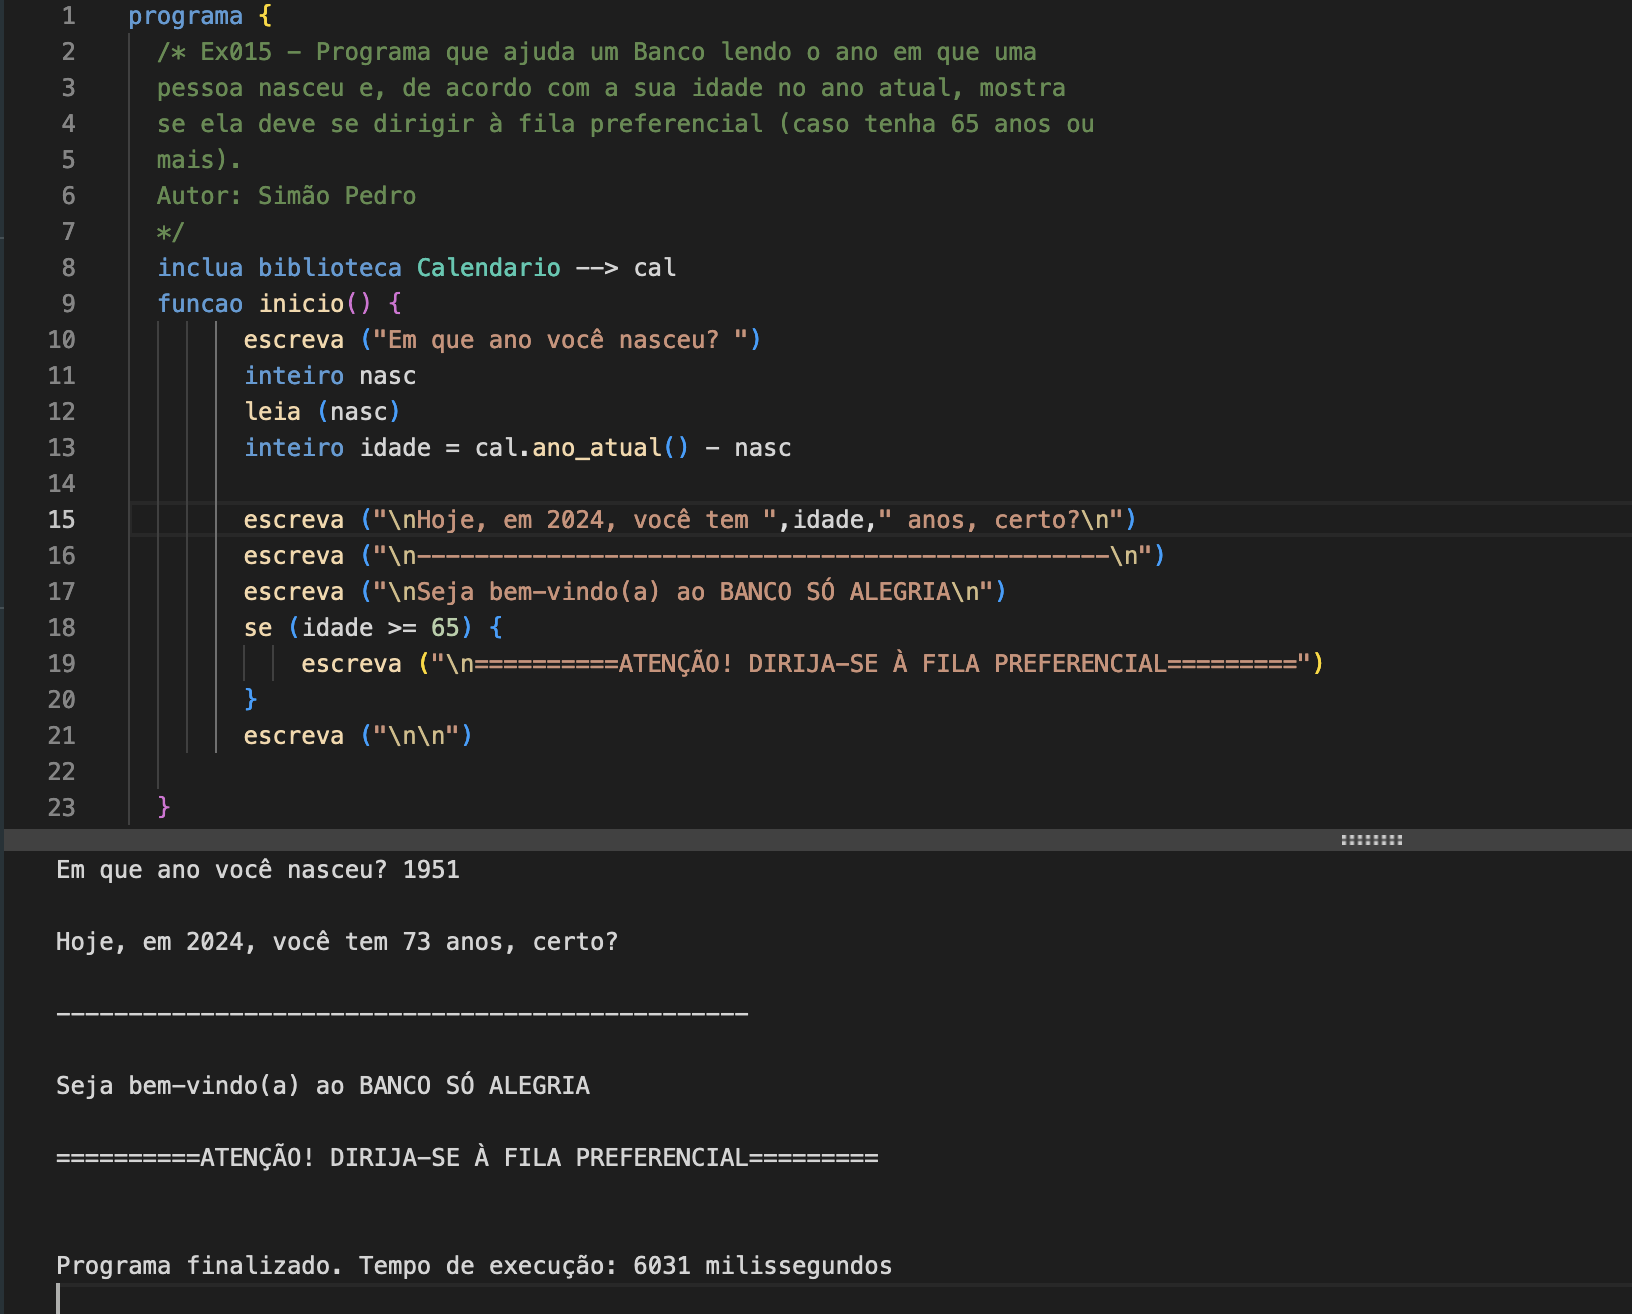 1 programa {
2 /* Ex015 - Programa que ajuda um Banco lendo o ano em que uma
3 pessoa nasceu e, de acordo com a sua idade no ano atual, mostra
4 se ela deve se dirigir à fila preferencial (caso tenha 65 anos ou
5 mais).
6 Autor: Simão Pedro
7 */
8 inclua biblioteca Calendario --> cal
9 funcao inicio() {
10 escreva ("Em que ano você nasceu? ")
11 inteiro nasc
12 leia (nasc)
13 inteiro idade = cal.ano_atual() - nasc
14
15 escreva ("\nHoje, em 2024, você tem ",idade," anos, certo?\n")
16 escreva ("\n------------------------------------------------\n")
17 escreva ("\nSeja bem-vindo(a) ao BANCO SÓ ALEGRIA\n")
18 se (idade >= 65) {
19 escreva ("\n==========ATENÇÃO! DIRIJA-SE À FILA PREFERENCIAL=========")
20 }
21 escreva ("\n\n")
22
23 }
Em que ano você nasceu? 1951
Hoje, em 2024, você tem 73 anos, certo?
------------------------------------------------
Seja bem-vindo(a) ao BANCO SÓ ALEGRIA
==========ATENÇÃO! DIRIJA-SE À FILA PREFERENCIAL=========
Programa finalizado. Tempo de execução: 6031 milissegundos